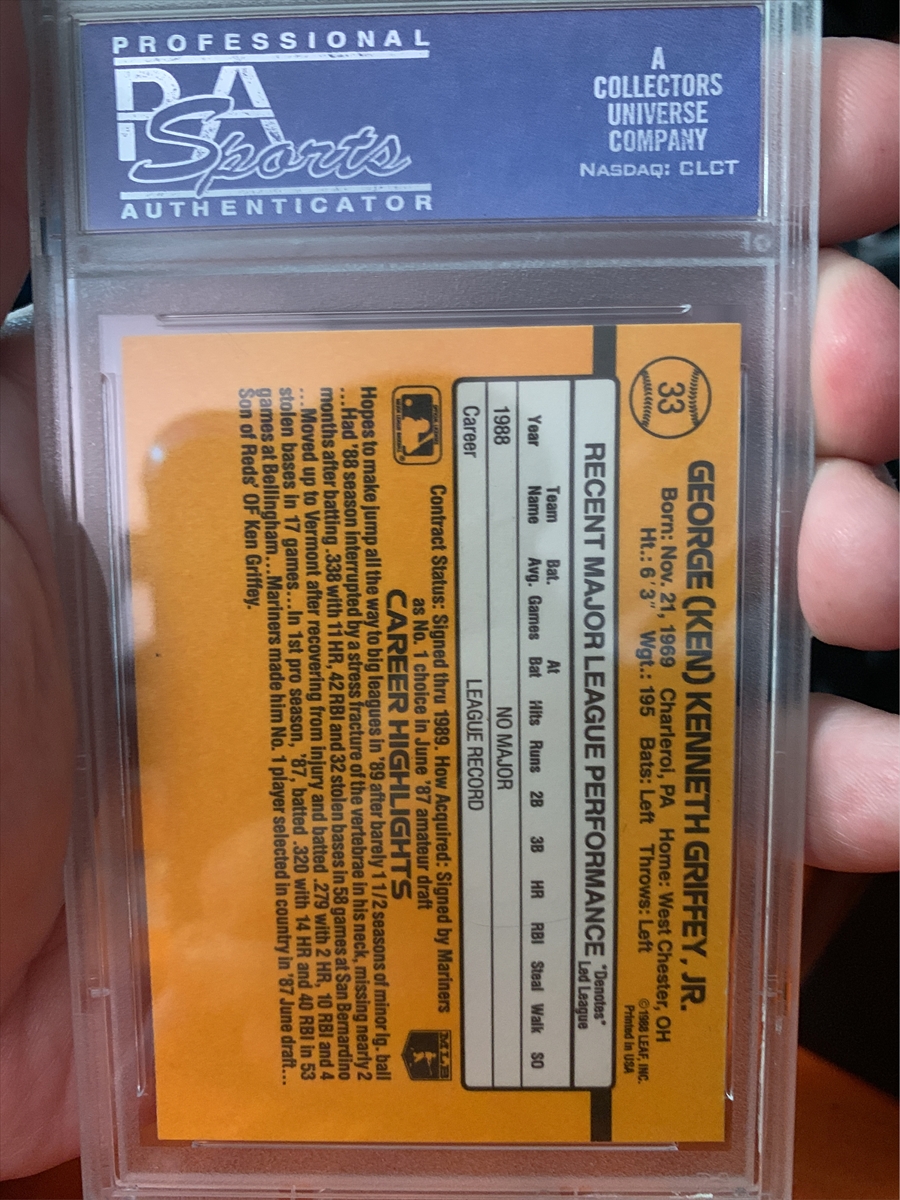 PROFESSIONAL
PSA
Sports
AUTHENTICATOR
A
COLLECTORS
UNIVERSE
COMPANY
NASDAQ: CLCT
33
GEORGE (KEN) KENNETH GRIFFEY, JR.
Born: Nov. 21, 1969 Charleroi, PA Home: West Chester, OH
Ht.: 6'3" Wgt.: 195 Bats: Left Throws: Left
©1988 LEAF, INC.
Printed in USA
RECENT MAJOR LEAGUE PERFORMANCE
"Denotes"
Led League
Year Team Name Bat. Avg. Games At Bat Hits Runs 2B 3B HR RBI Steal Walk SO
1988 NO MAJOR
Career LEAGUE RECORD
Contract Status: Signed thru 1989. How Acquired: Signed by Mariners
as No. 1 choice in June '87 amateur draft
MLB
CAREER HIGHLIGHTS
Hopes to make jump all the way to big leagues in '89 after barely 1 1/2 seasons of minor lg. ball
...Had '88 season interrupted by a stress fracture of the vertebrae in his neck, missing nearly 2
months after batting .338 with 11 HR, 42 RBI and 32 stolen bases in 58 games at San Bernardino
...Moved up to Vermont after recovering from injury and batted .279 with 2 HR, 10 RBI and 4
stolen bases in 17 games...In 1st pro season, '87, batted .320 with 14 HR and 40 RBI in 53
games at Bellingham...Mariners made him No. 1 player selected in country in '87 June draft...
Son of Reds' OF Ken Griffey.